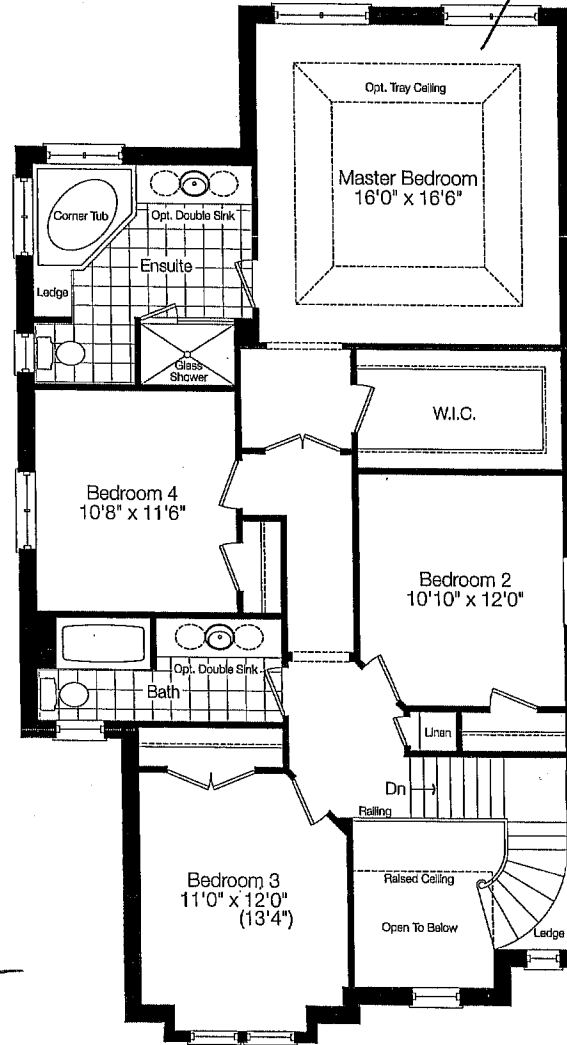 Opt. Tray Ceiling
Master Bedroom
16'0" x 16'6"
Corner Tub
Opt. Double Sink
Ensuite
Ledge
Glass
Shower
W.I.C.
Bedroom 4
10'8" x 11'6"
Bedroom 2
10'10" x 12'0"
Opt. Double Sink
Bath
Linen
Dn
Railing
Bedroom 3
11'0" x 12'0"
(13'4")
Raised Ceiling
Open To Below
Ledge